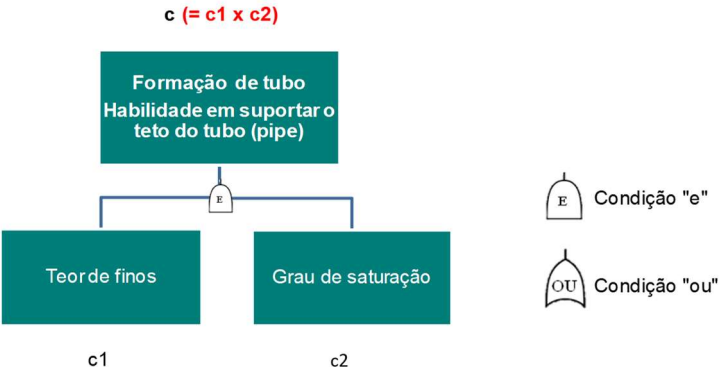 c (= c1 x c2)
Formação de tubo
Habilidade em suportar o
teto do tubo (pipe)
E
Teor de finos
Grau de saturação
c1
c2
E Condição "e"
OU Condição "ou"